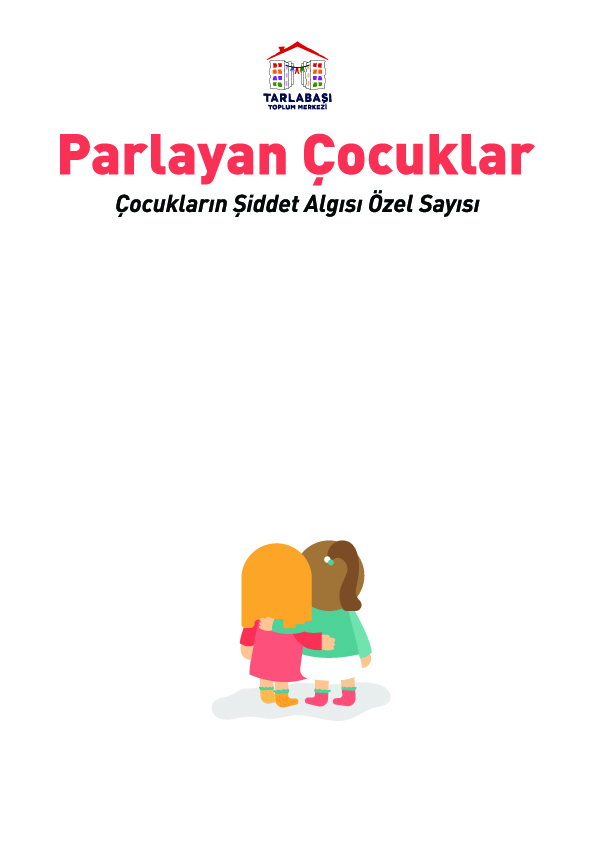 TARLABAŞI
TOPLUM MERKEZİ
Parlayan Çocuklar
Çocukların Şiddet Algısı Özel Sayısı